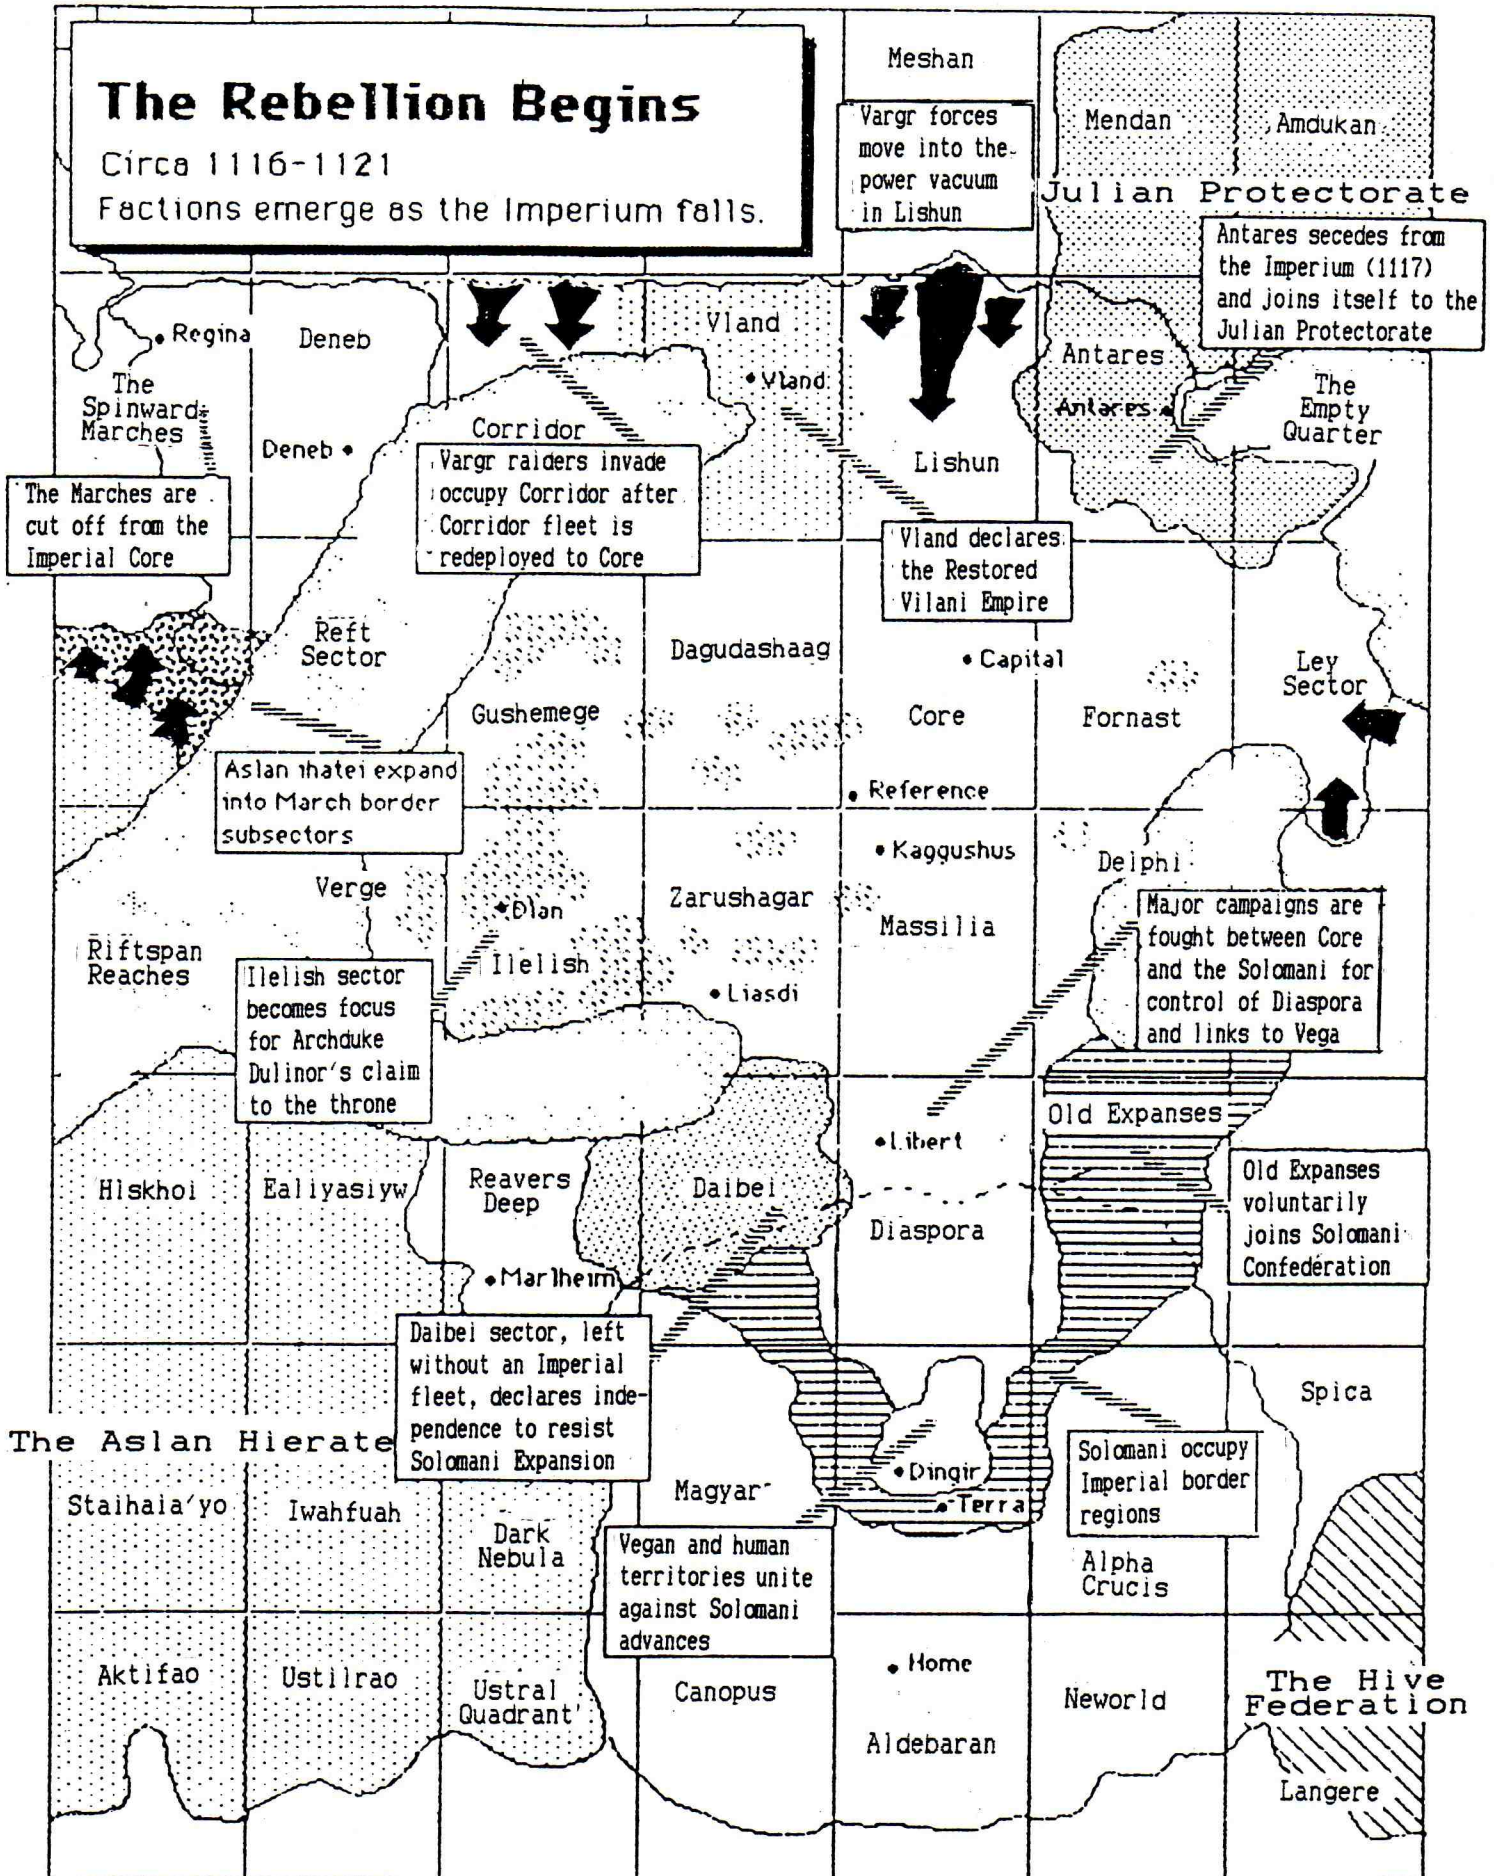 The Rebellion Begins
Circa 1116-1121
Factions emerge as the Imperium falls.
Meshan
Vargr forces
move into the
power vacuum
in Lishun
Mendan
Amdukan
Julian Protectorate
Antares secedes from
the Imperium (1117)
and joins itself to the
Julian Protectorate
Regina
Deneb
Vland
Antares
The
Spinward
Marches
Vland
Antares
The
Empty
Quarter
Deneb
Corridor
Lishun
The Marches are
cut off from the
Imperial Core
Vargr raiders invade
occupy Corridor after
Corridor fleet is
redeployed to Core
Vland declares
the Restored
Vilani Empire
Reft
Sector
Dagudashaag
Capital
Ley
Sector
Gushemege
Core
Fornast
Aslan ihatei expand
into March border
subsectors
Reference
Kaggushus
Delphi
Verge
Dlan
Zarushagar
Massilia
Major campaigns are
fought between Core
and the Solomani for
control of Diaspora
and links to Vega
Riftspan
Reaches
Ilelish
Liasdi
Ilelish sector
becomes focus
for Archduke
Dulinor's claim
to the throne
Old Expanses
Libert
Hlskhoi
Ealiyasiyw
Reavers
Deep
Daibei
Diaspora
Old Expanses
voluntarily
joins Solomani
Confederation
Marlheim
Daibei sector, left
without an Imperial
fleet, declares inde-
pendence to resist
Solomani Expansion
Spica
The Aslan Hierate
Solomani occupy
Imperial border
regions
Dingir
Magyar
Terra
Staihaia'yo
Iwahfuah
Dark
Nebula
Vegan and human
territories unite
against Solomani
advances
Alpha
Crucis
Aktifao
Ustilrao
Ustral
Quadrant
Canopus
Home
Neworld
The Hive
Federation
Aldebaran
Langere